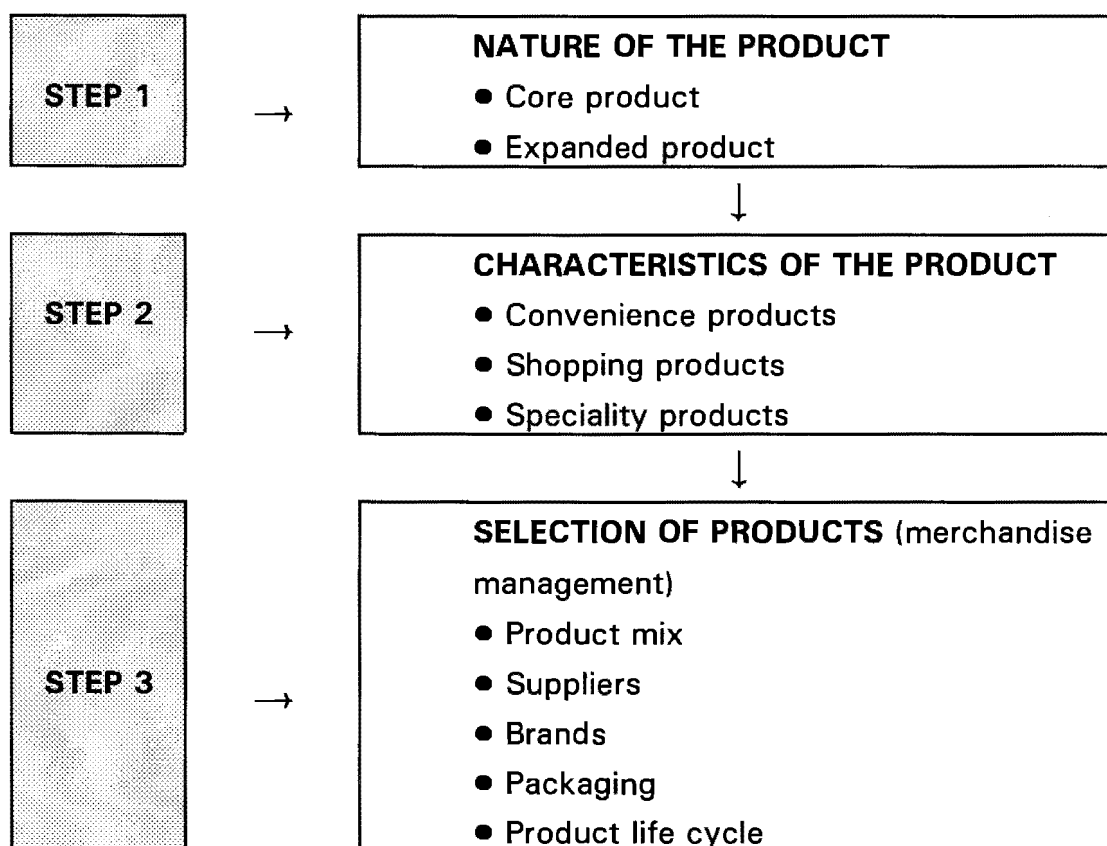 STEP 1
→
NATURE OF THE PRODUCT
● Core product
● Expanded product
↓
STEP 2
→
CHARACTERISTICS OF THE PRODUCT
● Convenience products
● Shopping products
● Speciality products
↓
STEP 3
→
SELECTION OF PRODUCTS (merchandise
management)
● Product mix
● Suppliers
● Brands
● Packaging
● Product life cycle